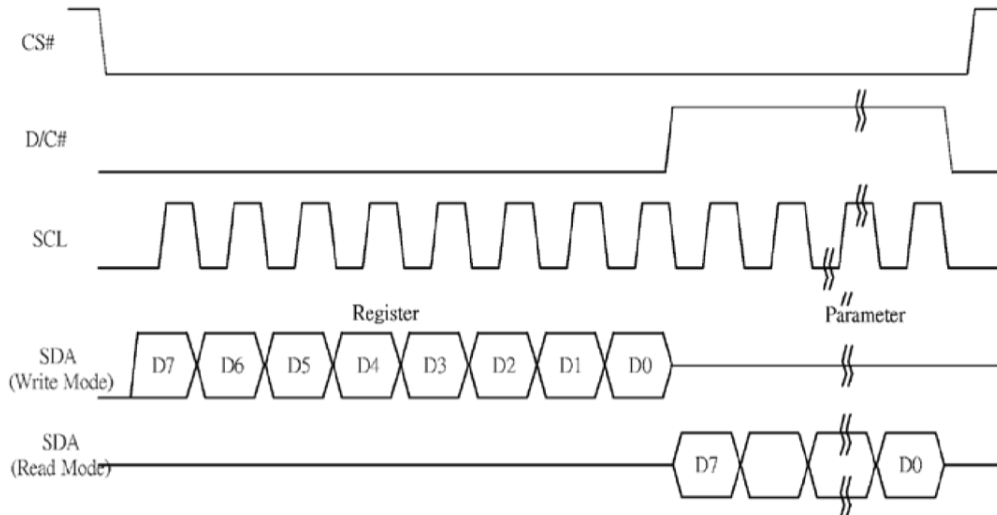 CS#
D/C#
SCL
Register
Parameter
SDA
(Write Mode)
D7 D6 D5 D4 D3 D2 D1 D0
SDA
(Read Mode)
D7 D0